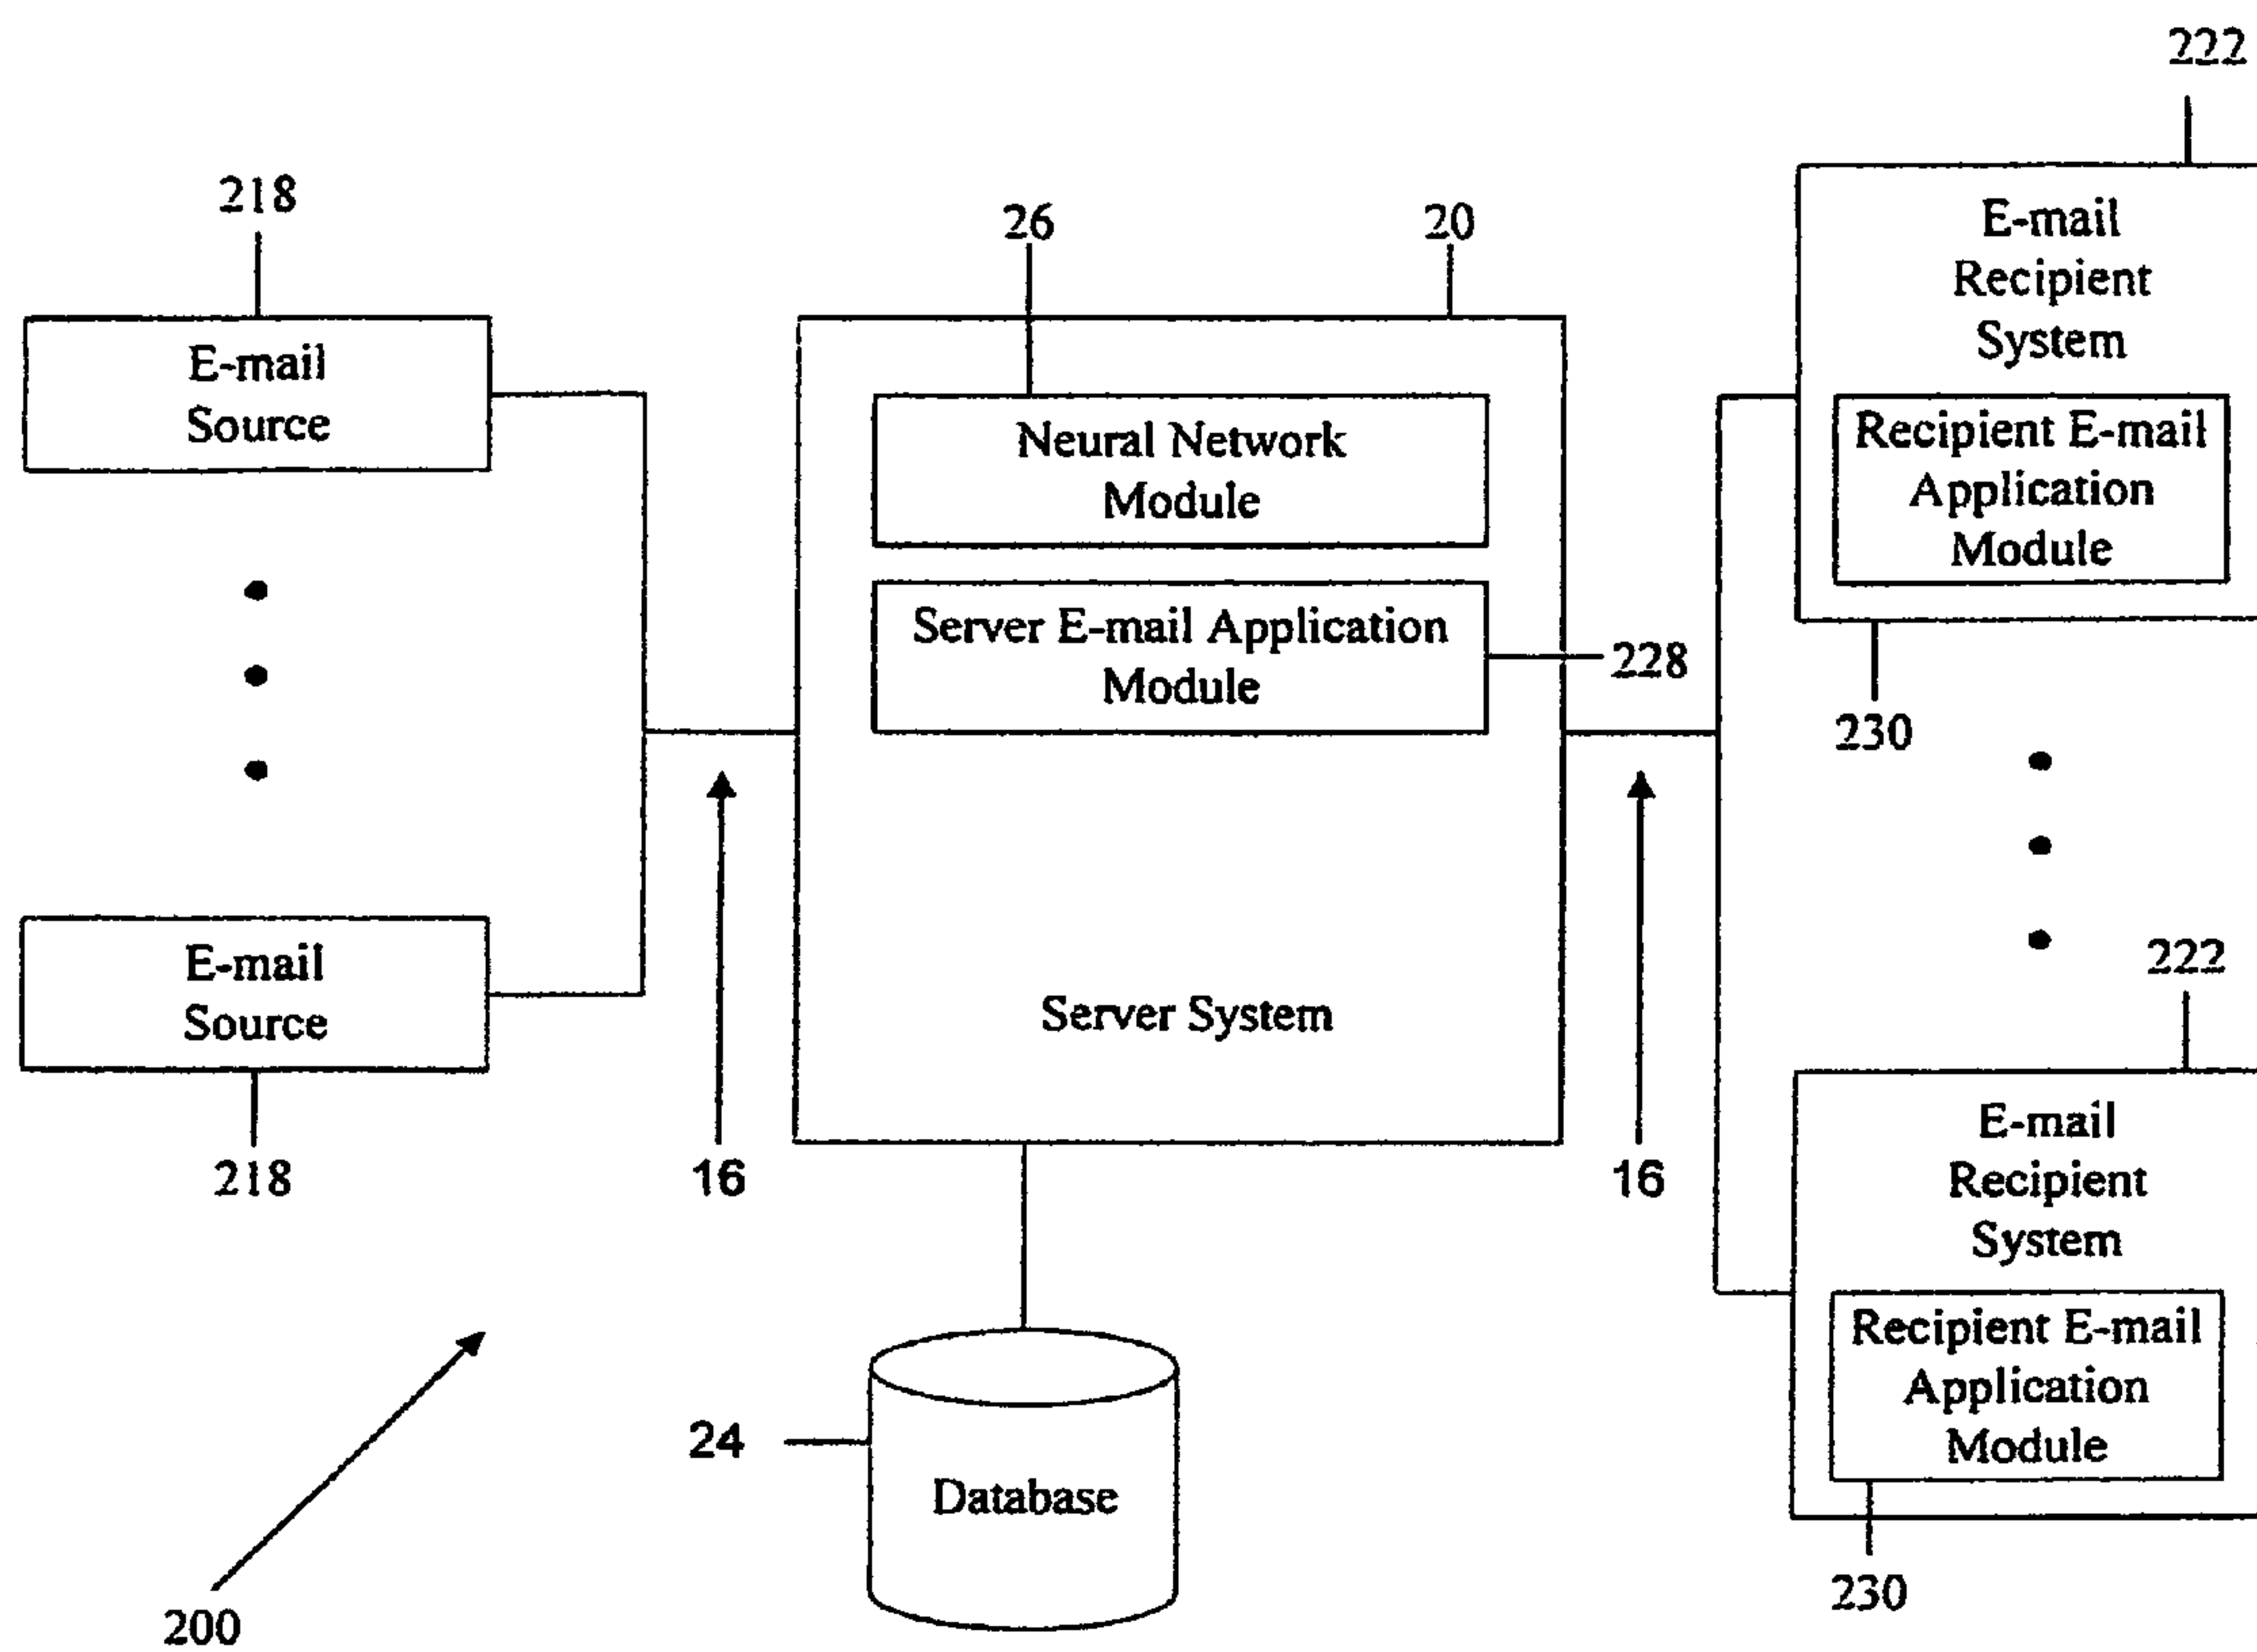 222
218
26
20
E-mail
Recipient
System
E-mail
Source
Neural Network
Module
Recipient E-mail
Application
Module
Server E-mail Application
Module
228
230
E-mail
Source
222
Server System
E-mail
Recipient
System
218
16
16
Recipient E-mail
Application
Module
24
Database
230
200